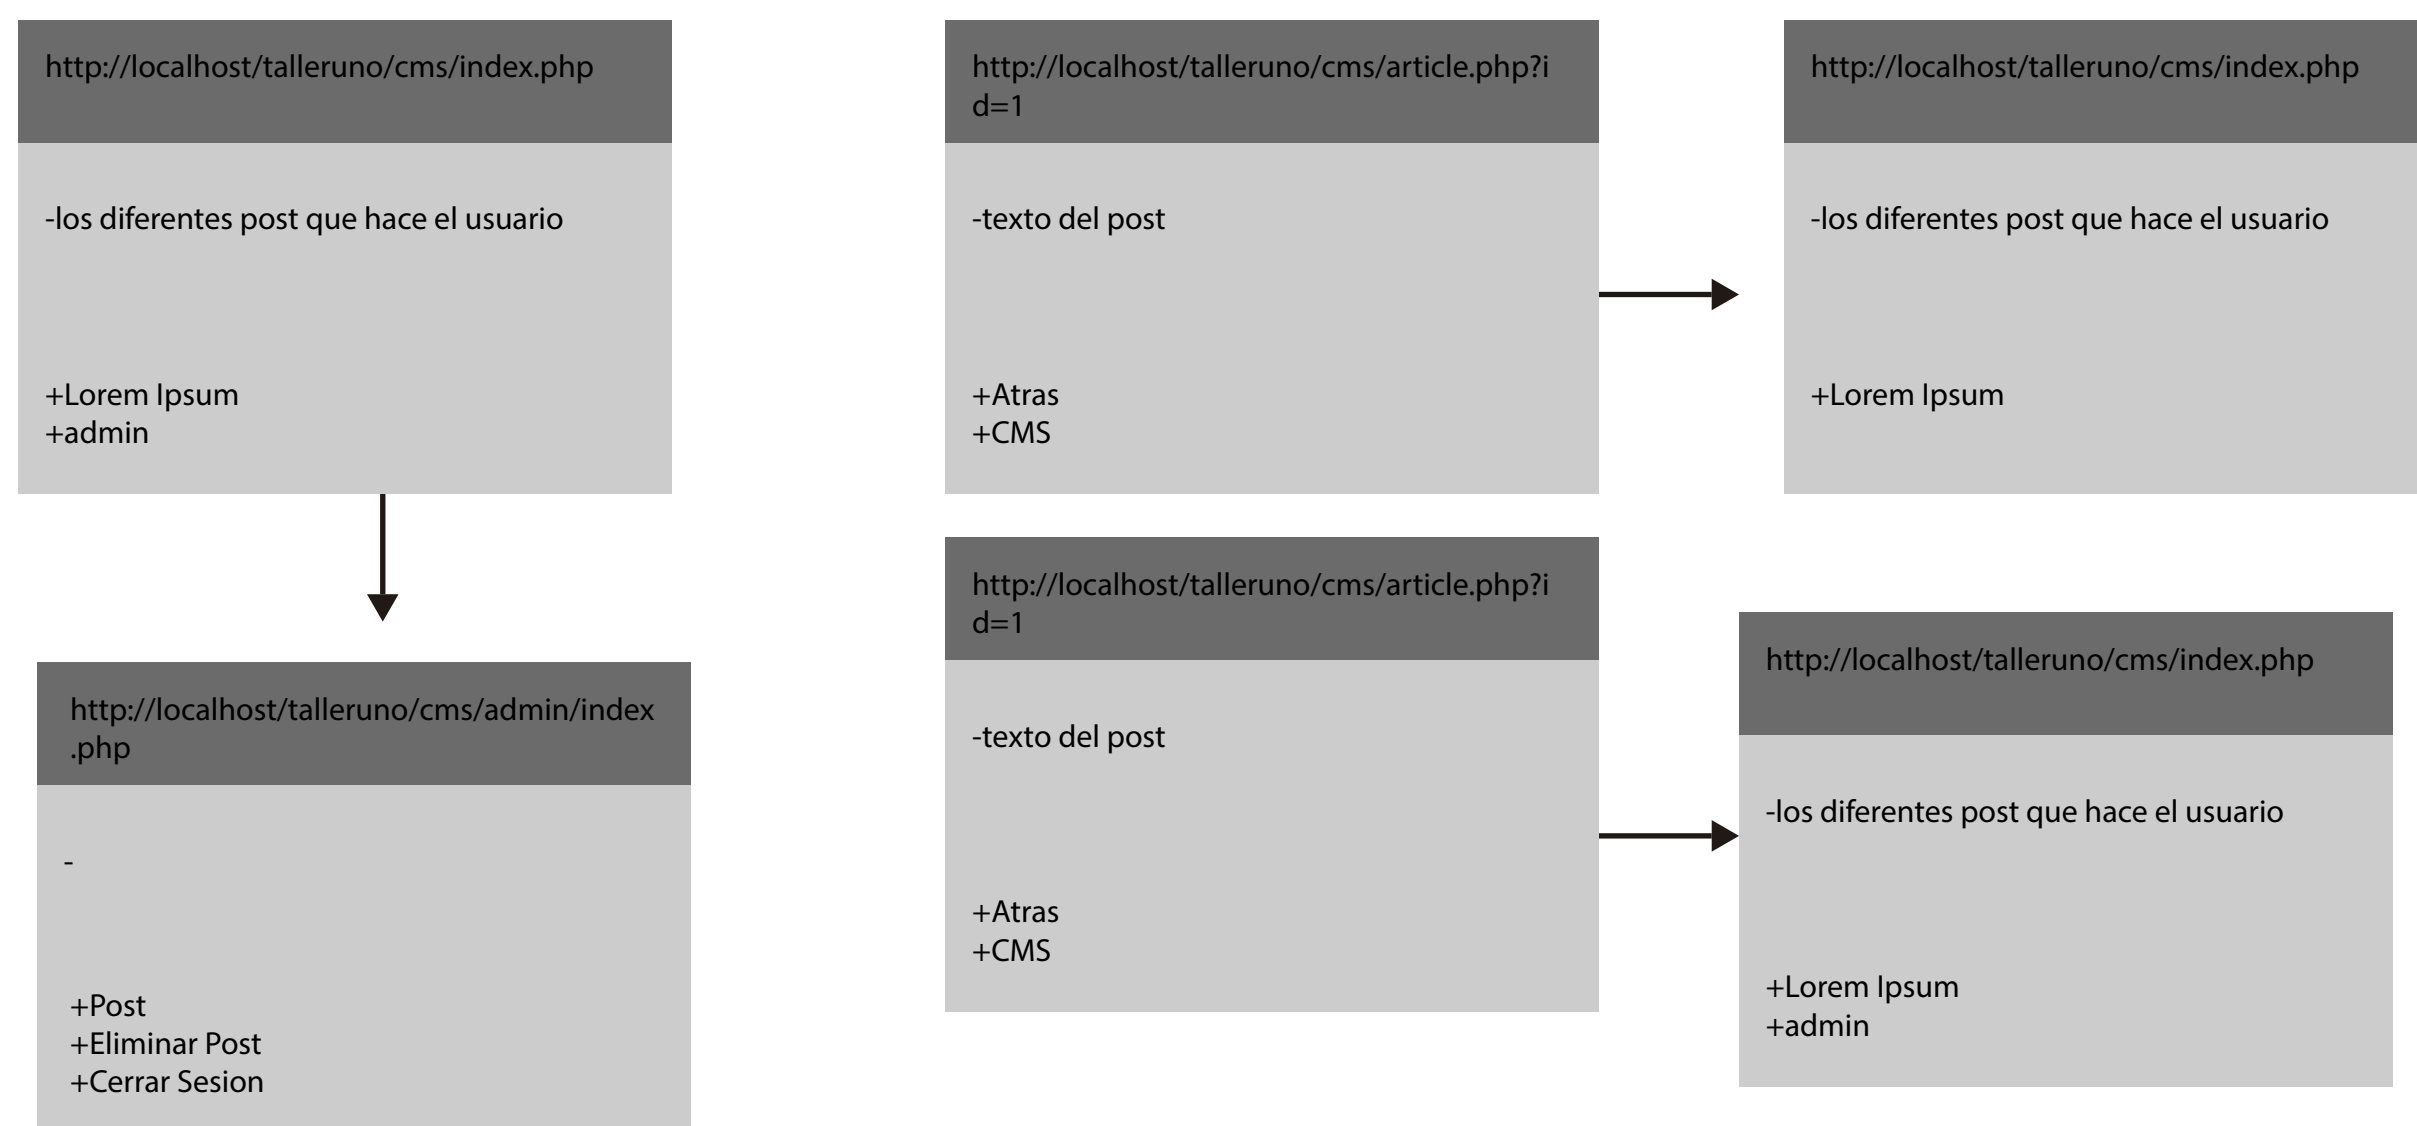 http://localhost/talleruno/cms/index.php
-los diferentes post que hace el usuario
+Lorem Ipsum
+admin
http://localhost/talleruno/cms/article.php?i
d=1
-texto del post
+Atras
+CMS
http://localhost/talleruno/cms/index.php
-los diferentes post que hace el usuario
+Lorem Ipsum
http://localhost/talleruno/cms/admin/index
.php
-
+Post
+Eliminar Post
+Cerrar Sesion
http://localhost/talleruno/cms/article.php?i
d=1
-texto del post
+Atras
+CMS
http://localhost/talleruno/cms/index.php
-los diferentes post que hace el usuario
+Lorem Ipsum
+admin